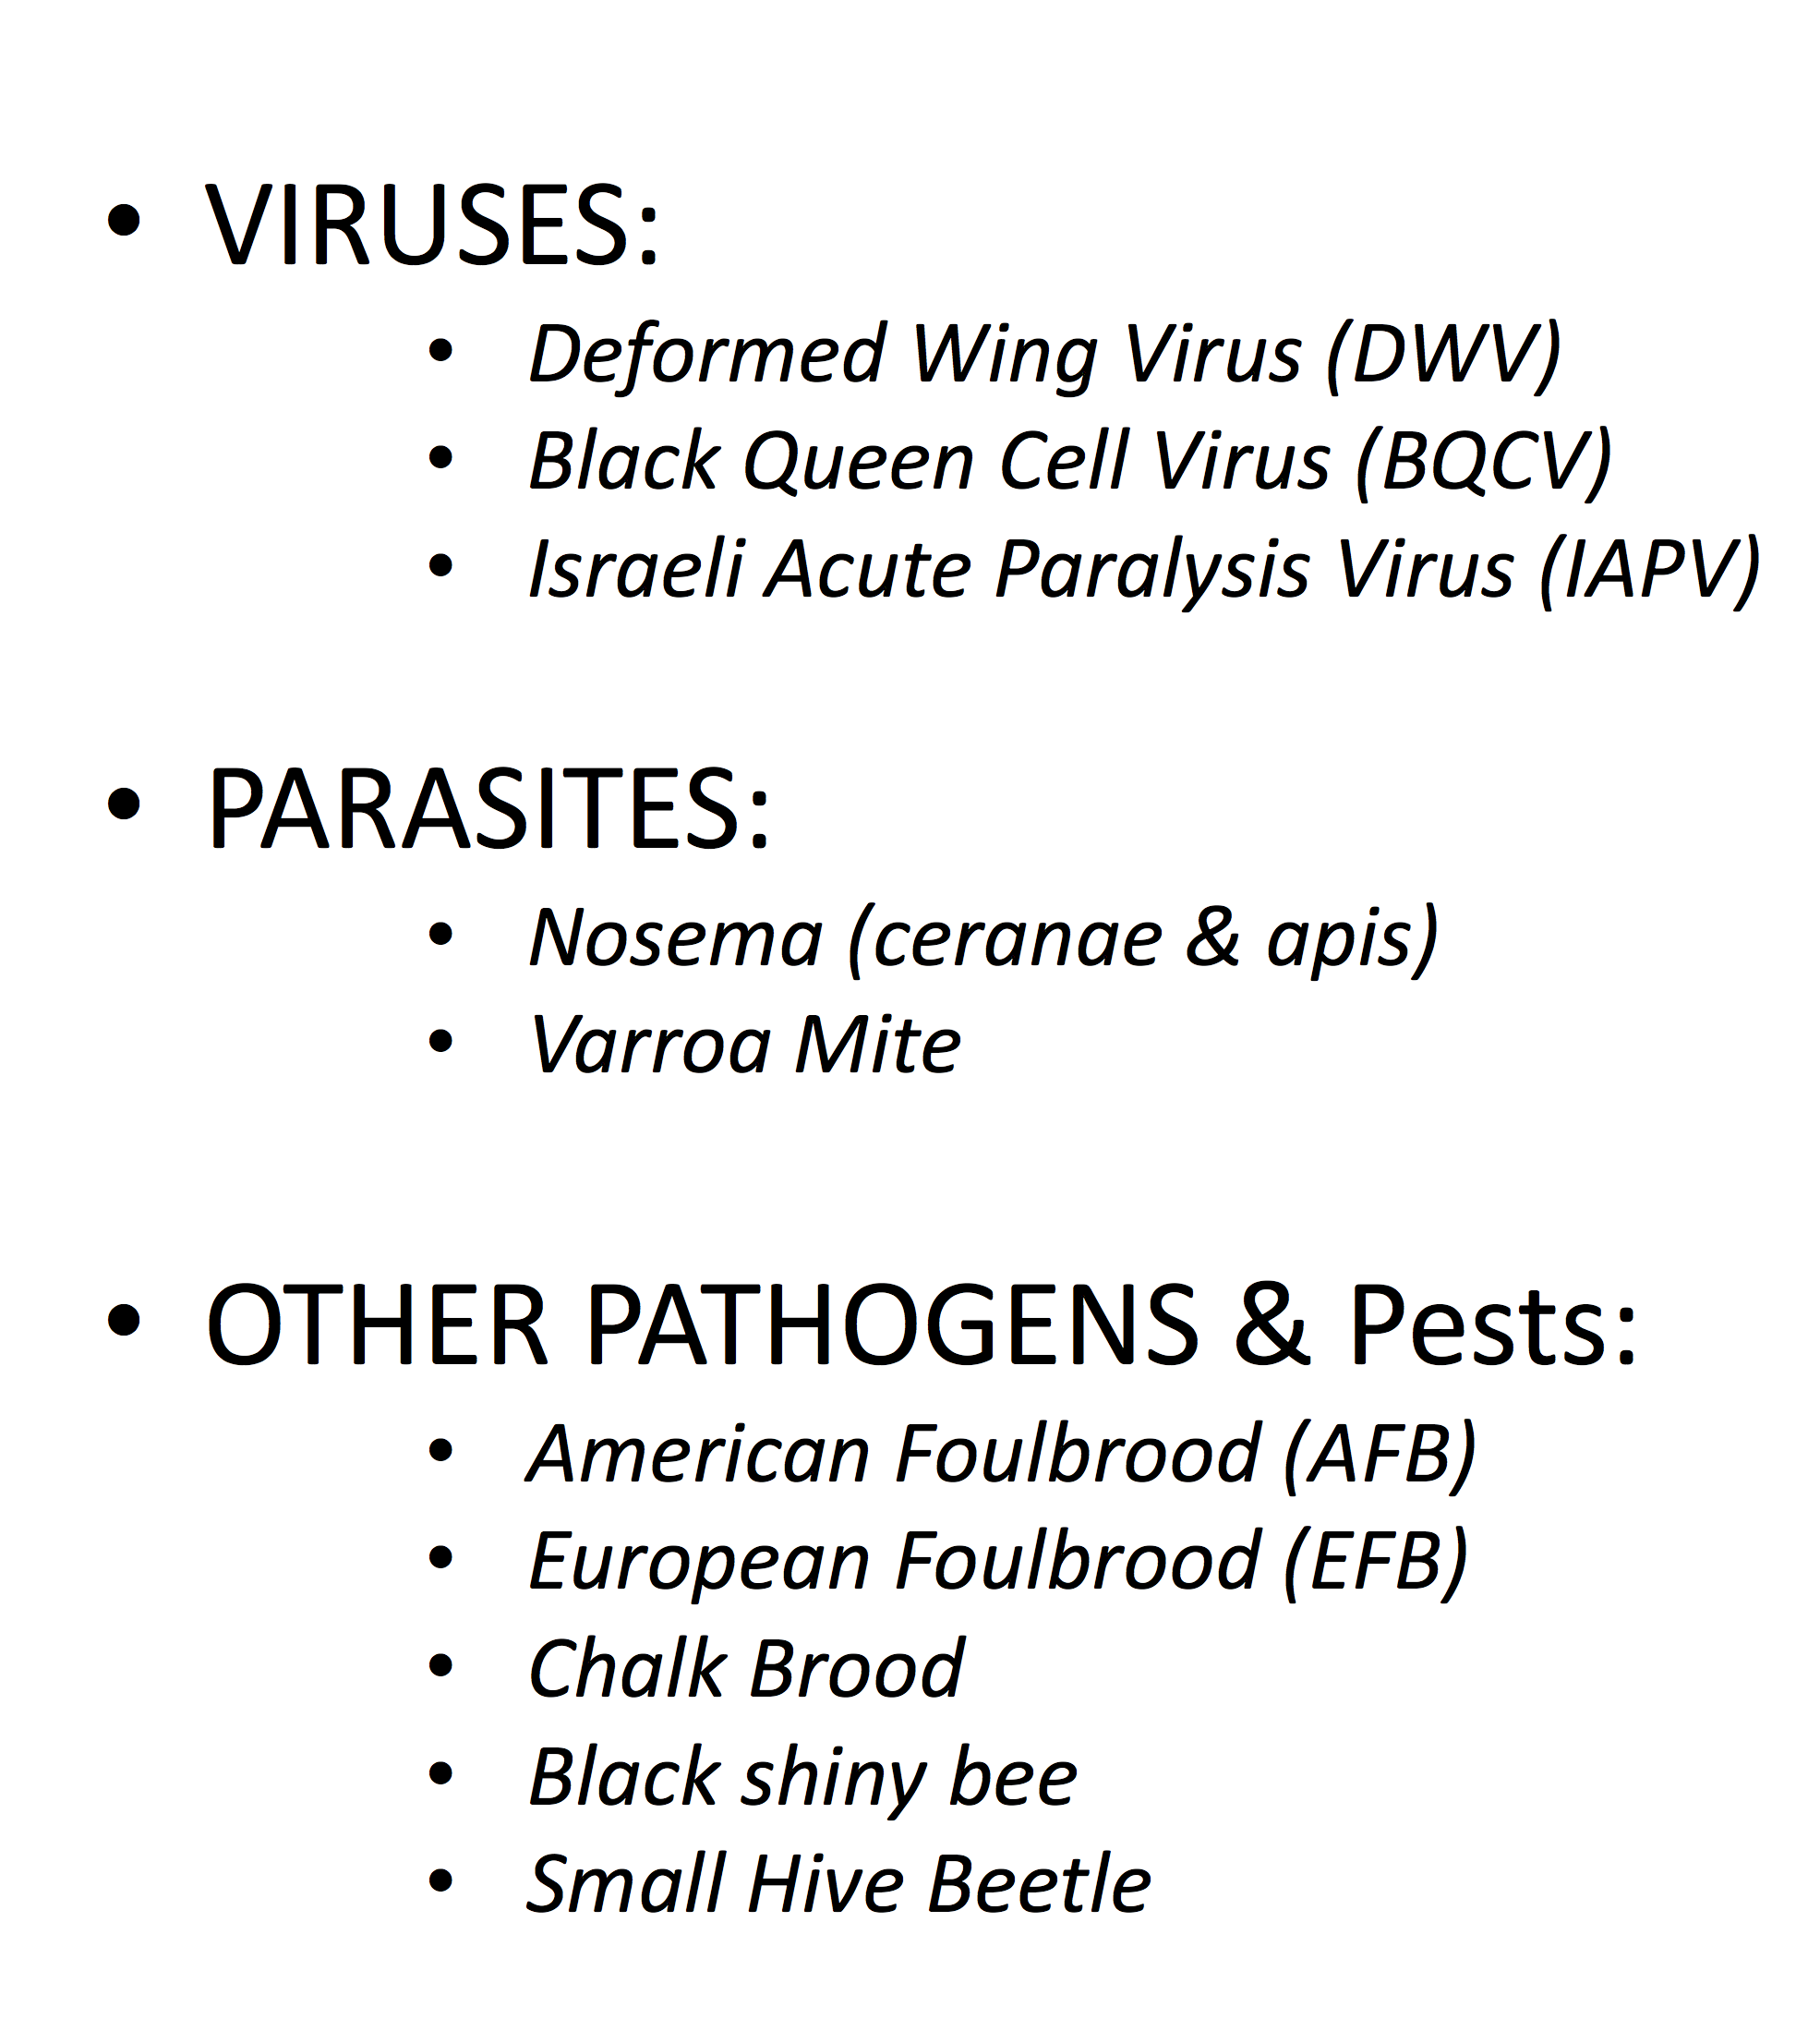 • VIRUSES:
• Deformed Wing Virus (DWV)
• Black Queen Cell Virus (BQCV)
• Israeli Acute Paralysis Virus (IAPV)
• PARASITES:
• Nosema (ceranae & apis)
• Varroa Mite
• OTHER PATHOGENS & Pests:
• American Foulbrood (AFB)
• European Foulbrood (EFB)
• Chalk Brood
• Black shiny bee
• Small Hive Beetle